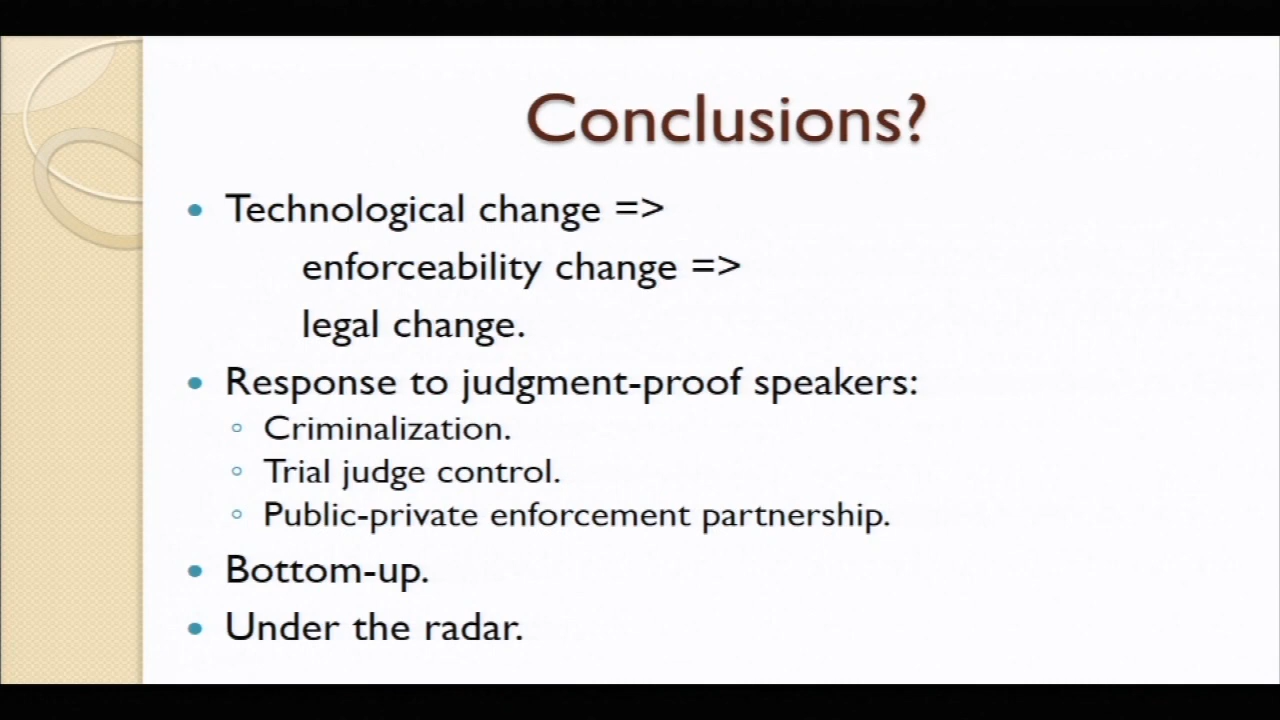 Conclusions?
• Technological change =>
enforceability change =>
legal change.
• Response to judgment-proof speakers:
◦ Criminalization.
◦ Trial judge control.
◦ Public-private enforcement partnership.
• Bottom-up.
• Under the radar.